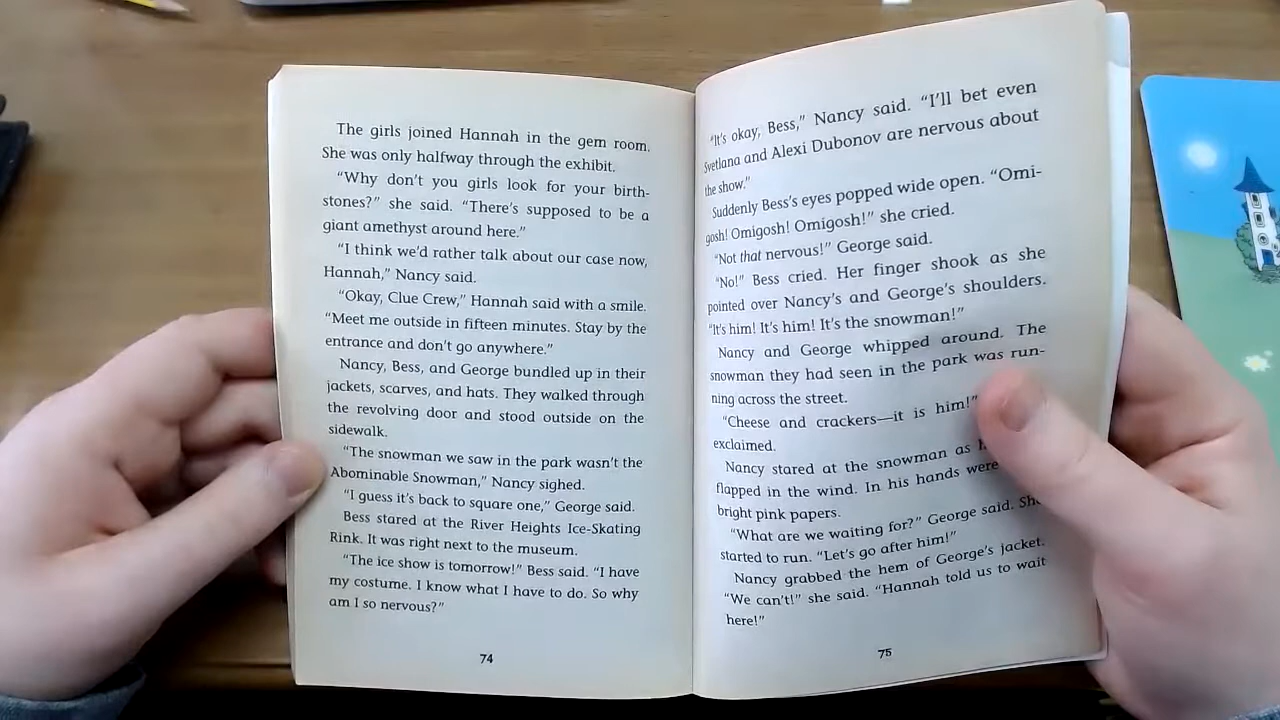 The girls joined Hannah in the gem room.
She was only halfway through the exhibit.
“Why don’t you girls look for your birth-
stones?” she said. “There’s supposed to be a
giant amethyst around here.”
“I think we’d rather talk about our case now,
Hannah,” Nancy said.
“Okay, Clue Crew,” Hannah said with a smile.
“Meet me outside in fifteen minutes. Stay by the
entrance and don’t go anywhere.”
Nancy, Bess, and George bundled up in their
jackets, scarves, and hats. They walked through
the revolving door and stood outside on the
sidewalk.
“The snowman we saw in the park wasn’t the
Abominable Snowman,” Nancy sighed.
“I guess it’s back to square one,” George said.
Bess stared at the River Heights Ice-Skating
Rink. It was right next to the museum.
“The ice show is tomorrow!” Bess said. “I have
my costume. I know what I have to do. So why
am I so nervous?”
74
“It’s okay, Bess,” Nancy said. “I’ll bet even
Svetlana and Alexi Dubonov are nervous about
the show.”
Suddenly Bess’s eyes popped wide open. “Omi-
gosh! Omigosh! Omigosh!” she cried.
“Not that nervous!” George said.
“No!” Bess cried. Her finger shook as she
pointed over Nancy’s and George’s shoulders.
“It’s him! It’s him! It’s the snowman!”
Nancy and George whipped around. The
snowman they had seen in the park was run-
ning across the street.
“Cheese and crackers—it is him!”
exclaimed.
Nancy stared at the snowman as
flapped in the wind. In his hands were
bright pink papers.
“What are we waiting for?” George said. She
started to run. “Let’s go after him!”
Nancy grabbed the hem of George’s jacket.
“We can’t!” she said. “Hannah told us to wait
here!”
75